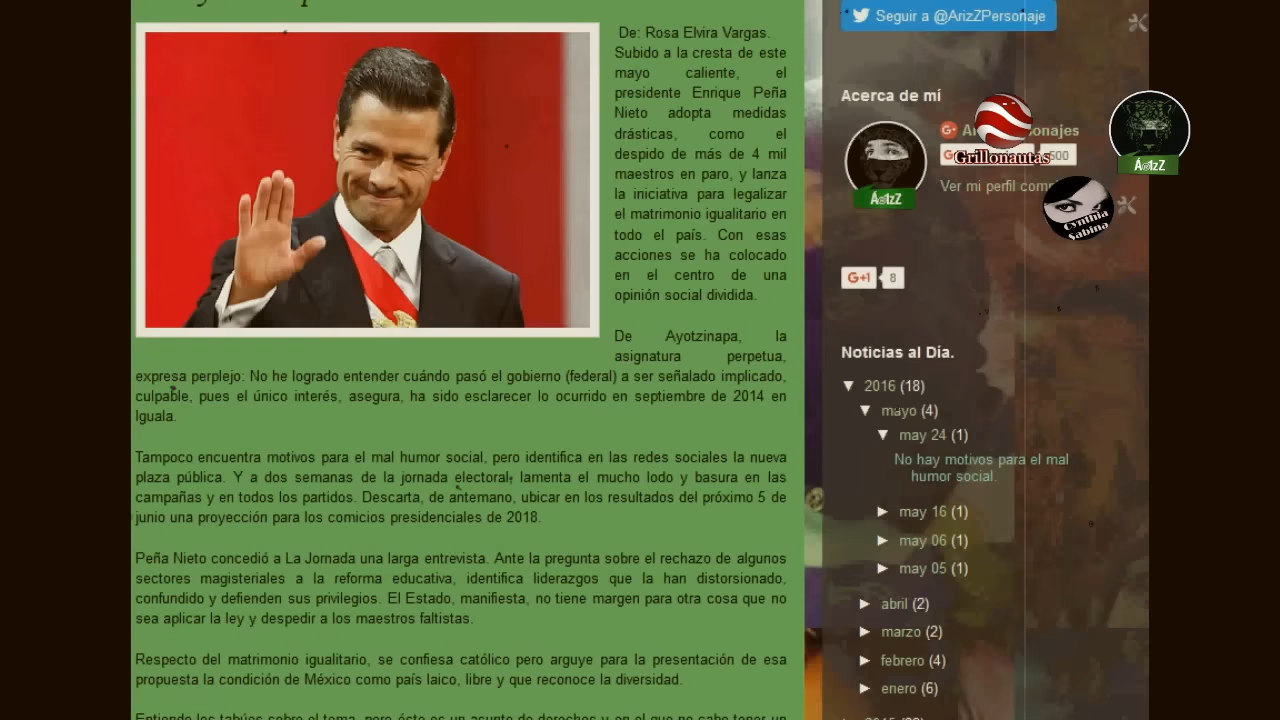 De: Rosa Elvira Vargas.
Subido a la cresta de este
mayo caliente, el
presidente Enrique Peña
Nieto adopta medidas
drásticas, como el
despido de más de 4 mil
maestros en paro, y lanza
la iniciativa para legalizar
el matrimonio igualitario en
todo el país. Con esas
acciones se ha colocado
en el centro de una
opinión social dividida.
De Ayotzinapa, la
asignatura perpetua,
expresa perplejo: No he logrado entender cuándo pasó el gobierno (federal) a ser señalado implicado,
culpable, pues el único interés, asegura, ha sido esclarecer lo ocurrido en septiembre de 2014 en
Iguala.
Tampoco encuentra motivos para el mal humor social, pero identifica en las redes sociales la nueva
plaza pública. Y a dos semanas de la jornada electoral, lamenta el mucho lodo y basura en las
campañas y en todos los partidos. Descarta, de antemano, ubicar en los resultados del próximo 5 de
junio una proyección para los comicios presidenciales de 2018.
Peña Nieto concedió a La Jornada una larga entrevista. Ante la pregunta sobre el rechazo de algunos
sectores magisteriales a la reforma educativa, identifica liderazgos que la han distorsionado,
confundido y defienden sus privilegios. El Estado, manifiesta, no tiene margen para otra cosa que no
sea aplicar la ley y despedir a los maestros faltistas.
Respecto del matrimonio igualitario, se confiesa católico pero arguye para la presentación de esa
propuesta la condición de México como país laico, libre y que reconoce la diversidad.
Entiende los tabúes sobre el tema, pero éste es un asunto de derechos y en el que no cabe tener un
Seguir a @ArizZPersonaje
Acerca de mí
Grillonautas
500
ÁrizZ
Ver mi perfil
ÁrizZ
Cynthia
Sabina
G+1 8
Noticias al Día.
▼ 2016 (18)
▼ mayo (4)
▼ may 24 (1)
No hay motivos para el mal
humor social.
► may 16 (1)
► may 06 (1)
► may 05 (1)
► abril (2)
► marzo (2)
► febrero (4)
► enero (6)